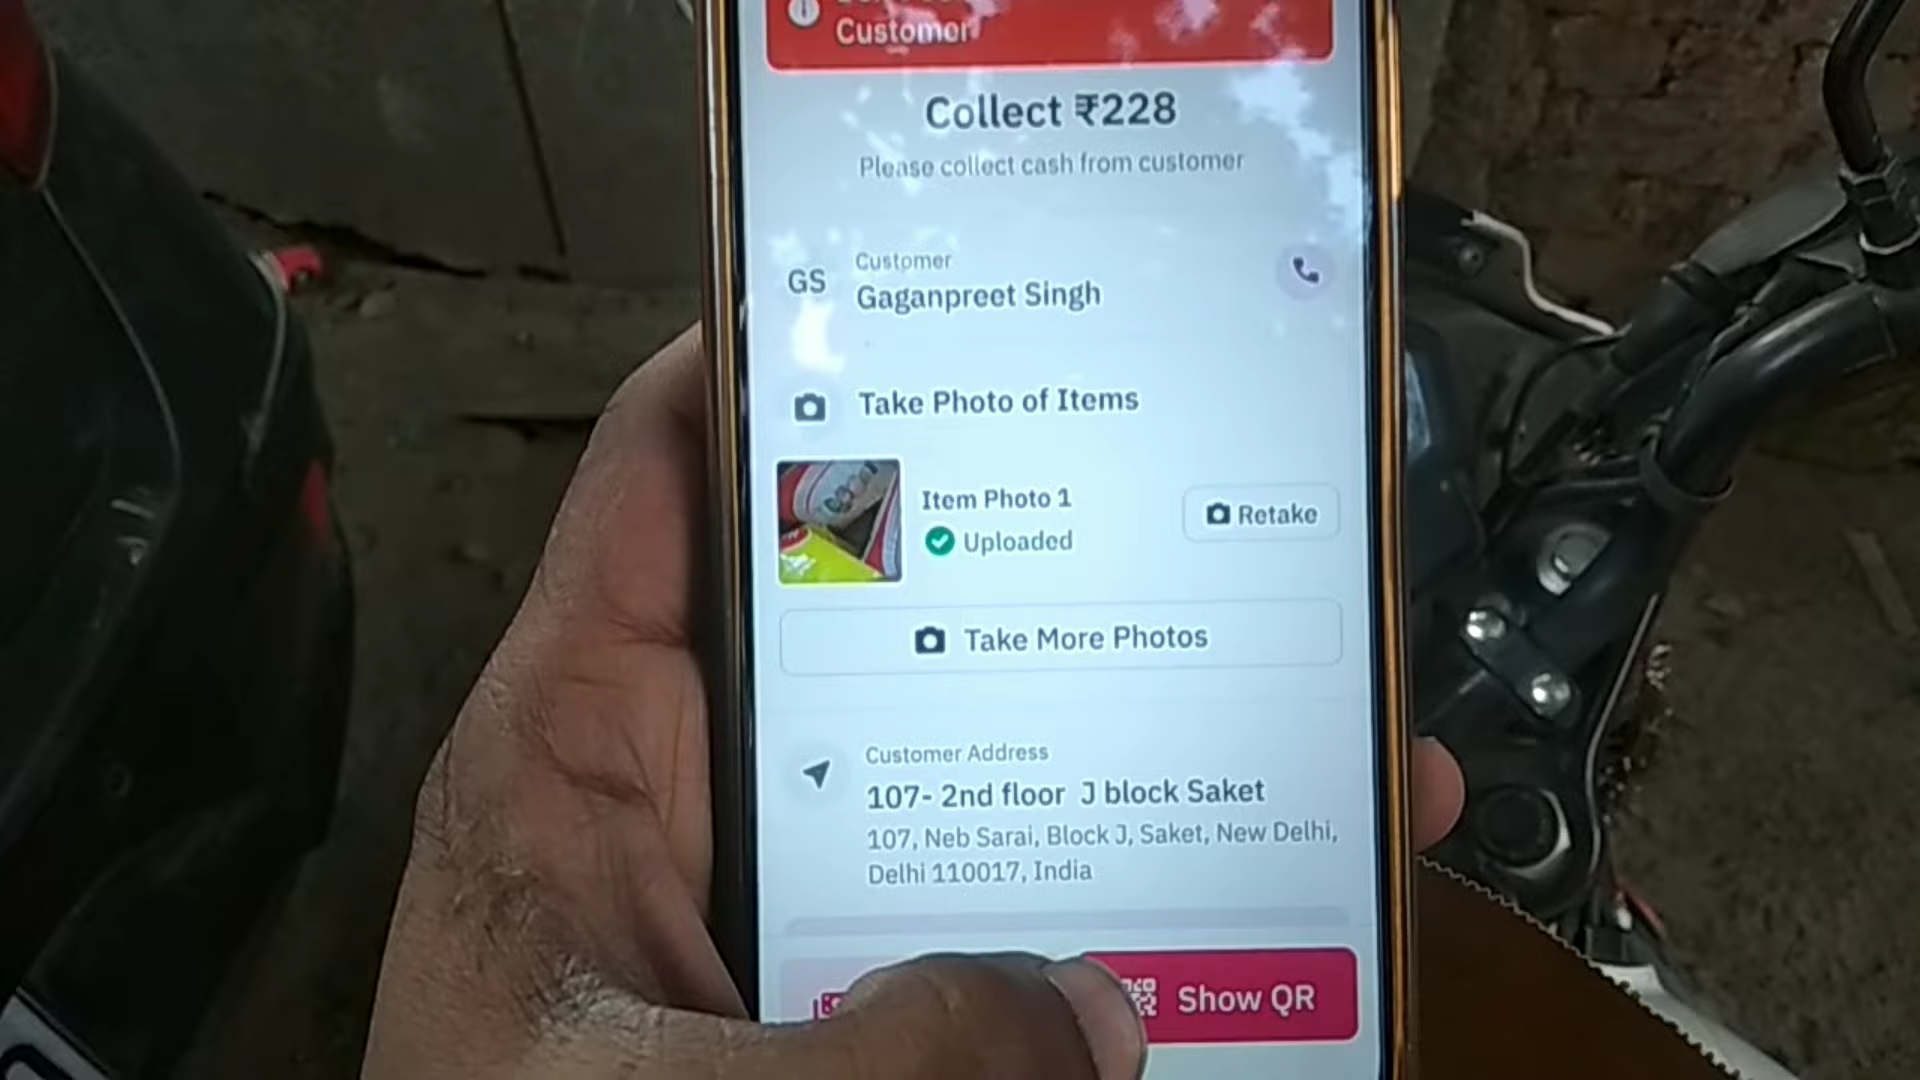 Customer
Collect ₹228
Please collect cash from customer
GS
Customer
Gaganpreet Singh
Take Photo of Items
Item Photo 1
Uploaded
Retake
Take More Photos
Customer Address
107- 2nd floor J block Saket
107, Neb Sarai, Block J, Saket, New Delhi,
Delhi 110017, India
Show QR